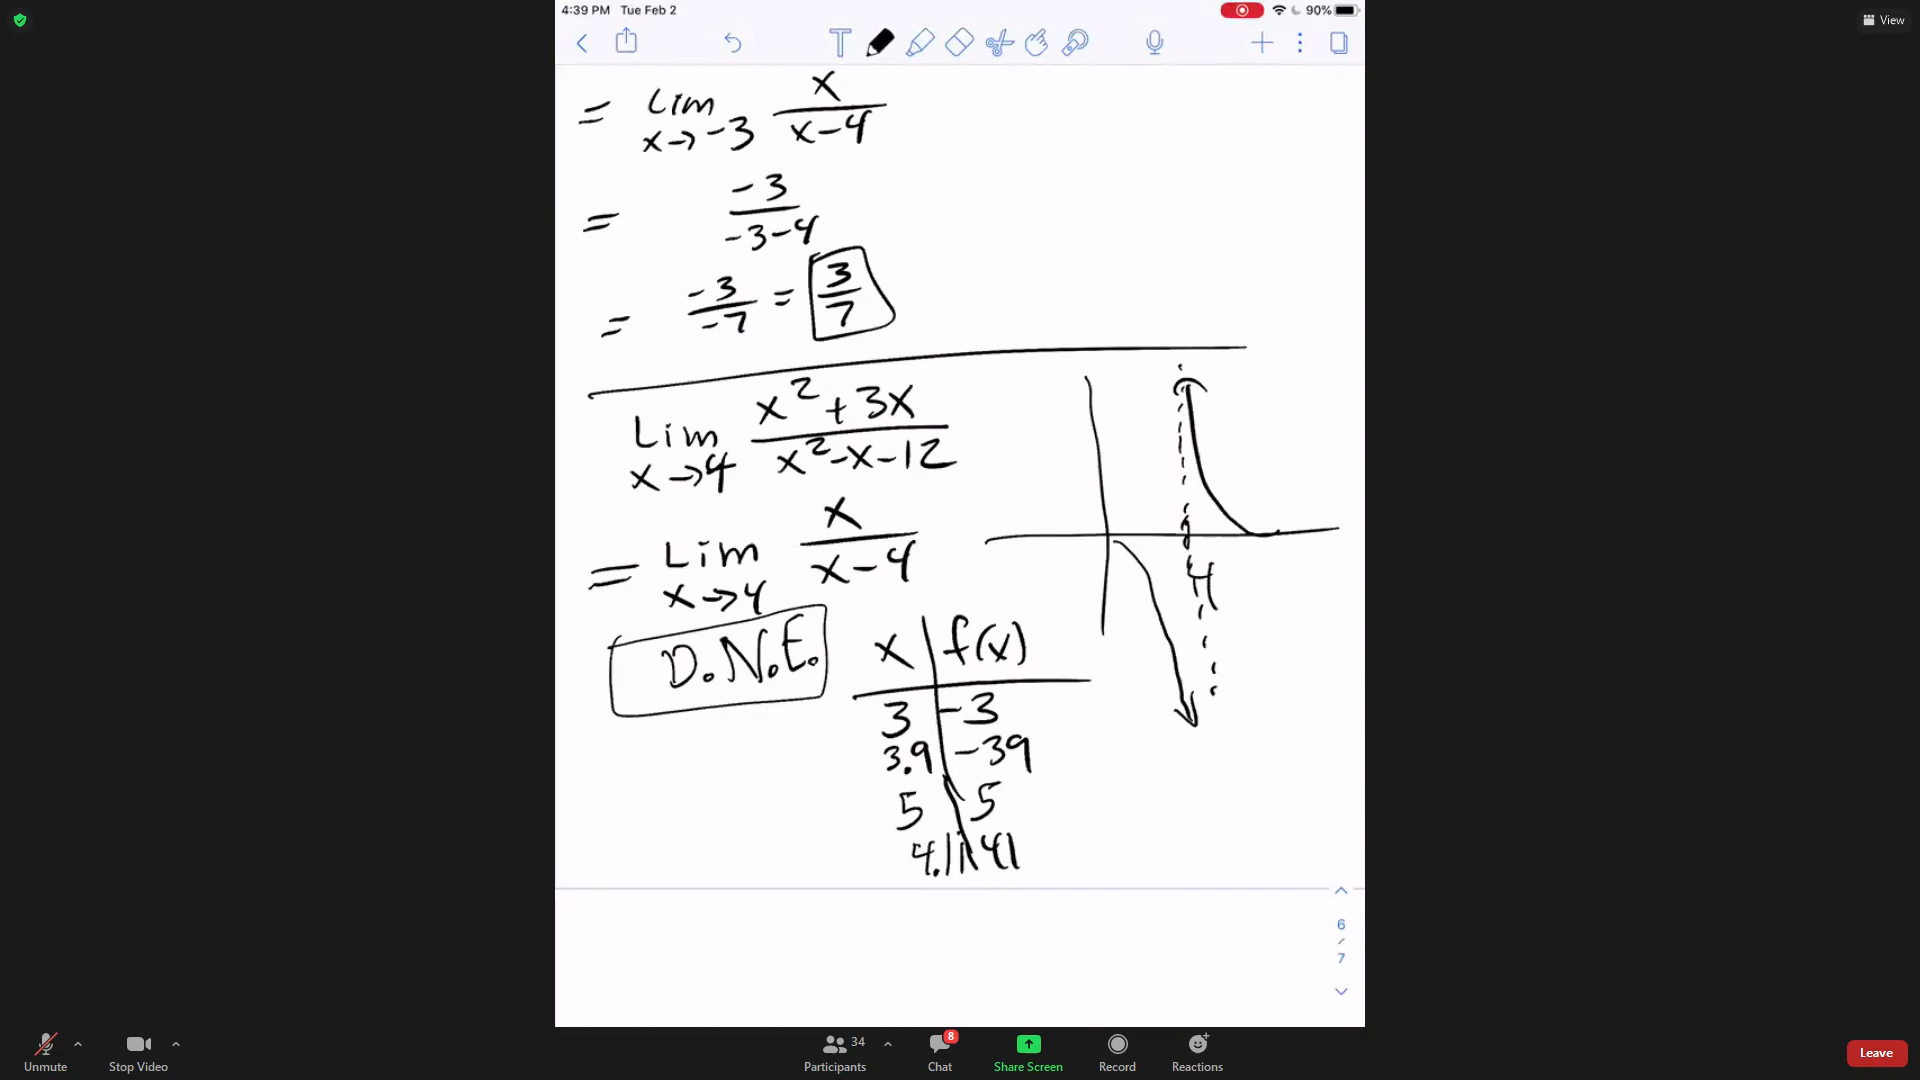 4:39 PM Tue Feb 2
90%
View
= Lim x→-3 x/(x-4)
= -3/(-3-4)
= -3/-7 = 3/7
Lim x→4 (x²+3x)/(x²-x-12)
= Lim x→4 x/(x-4)
D.N.E.
4
x | f(x)
3 | -3
3.9 | -39
5 | 5
4.1 | 41
6
/
7
Unmute
Stop Video
34
Participants
8
Chat
Share Screen
Record
Reactions
Leave